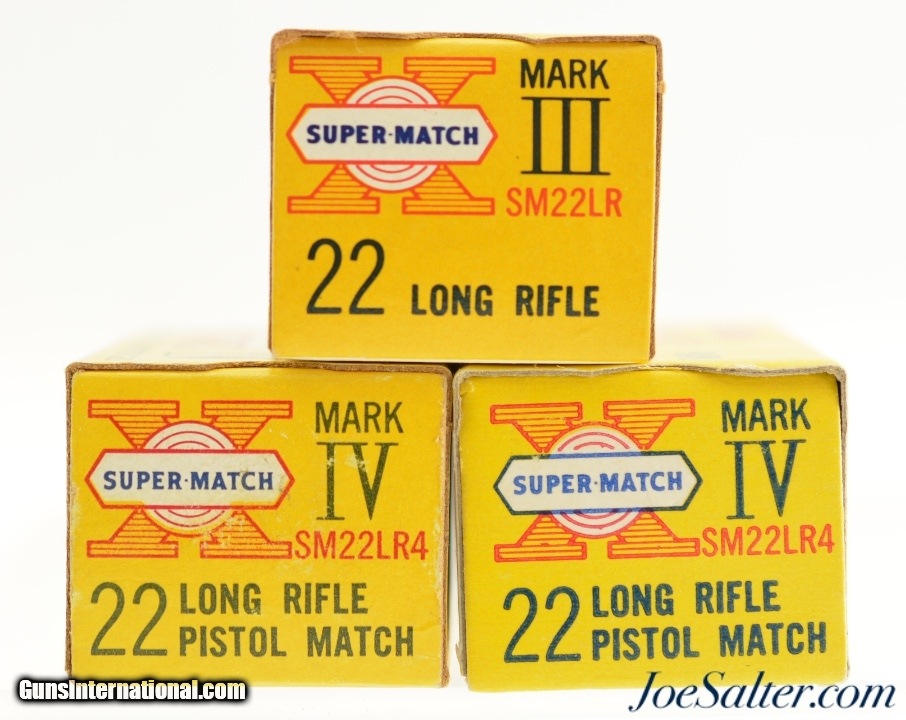 SUPER·MATCH
MARK
III
SM22LR
22 LONG RIFLE
SUPER·MATCH
MARK
IV
SM22LR4
22 LONG RIFLE
PISTOL MATCH
SUPER·MATCH
MARK
IV
SM22LR4
22 LONG RIFLE
PISTOL MATCH
GunsInternational.com
JoeSalter.com